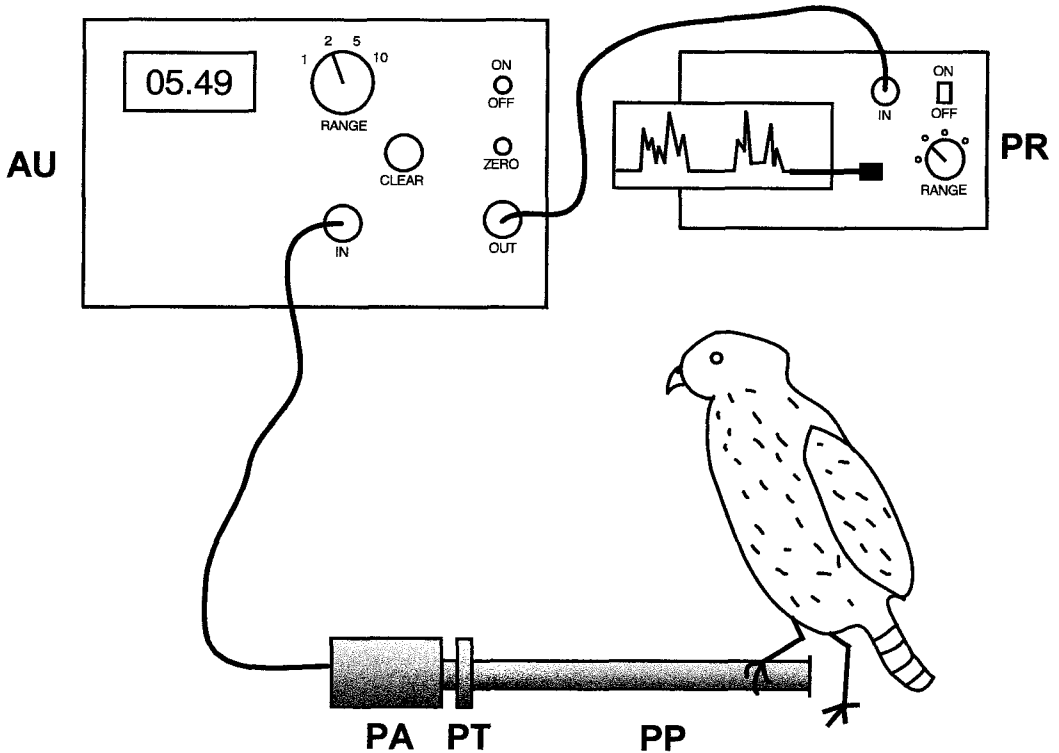 AU
05.49
1 2 5 10
RANGE
CLEAR
ON
OFF
ZERO
IN
OUT
IN
ON
OFF
RANGE
PR
PA PT PP